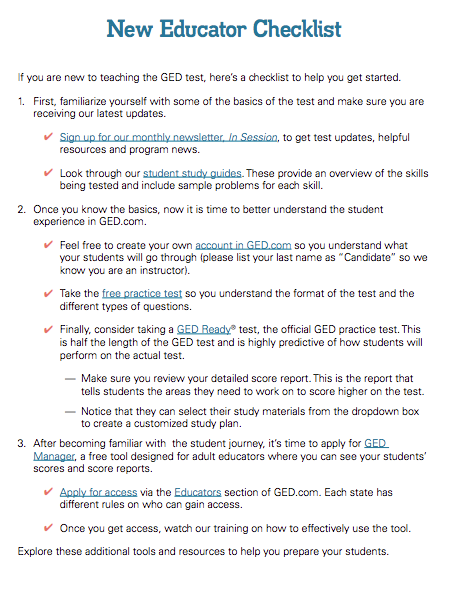 New Educator Checklist
If you are new to teaching the GED test, here's a checklist to help you get started.
1. First, familiarize yourself with some of the basics of the test and make sure you are
receiving our latest updates.
✔ Sign up for our monthly newsletter, In Session, to get test updates, helpful
resources and program news.
✔ Look through our student study guides. These provide an overview of the skills
being tested and include sample problems for each skill.
2. Once you know the basics, now it is time to better understand the student
experience in GED.com.
✔ Feel free to create your own account in GED.com so you understand what
your students will go through (please list your last name as “Candidate” so we
know you are an instructor).
✔ Take the free practice test so you understand the format of the test and the
different types of questions.
✔ Finally, consider taking a GED Ready® test, the official GED practice test. This
is half the length of the GED test and is highly predictive of how students will
perform on the actual test.
— Make sure you review your detailed score report. This is the report that
tells students the areas they need to work on to score higher on the test.
— Notice that they can select their study materials from the dropdown box
to create a customized study plan.
3. After becoming familiar with the student journey, it's time to apply for GED
Manager, a free tool designed for adult educators where you can see your students'
scores and score reports.
✔ Apply for access via the Educators section of GED.com. Each state has
different rules on who can gain access.
✔ Once you get access, watch our training on how to effectively use the tool.
Explore these additional tools and resources to help you prepare your students.